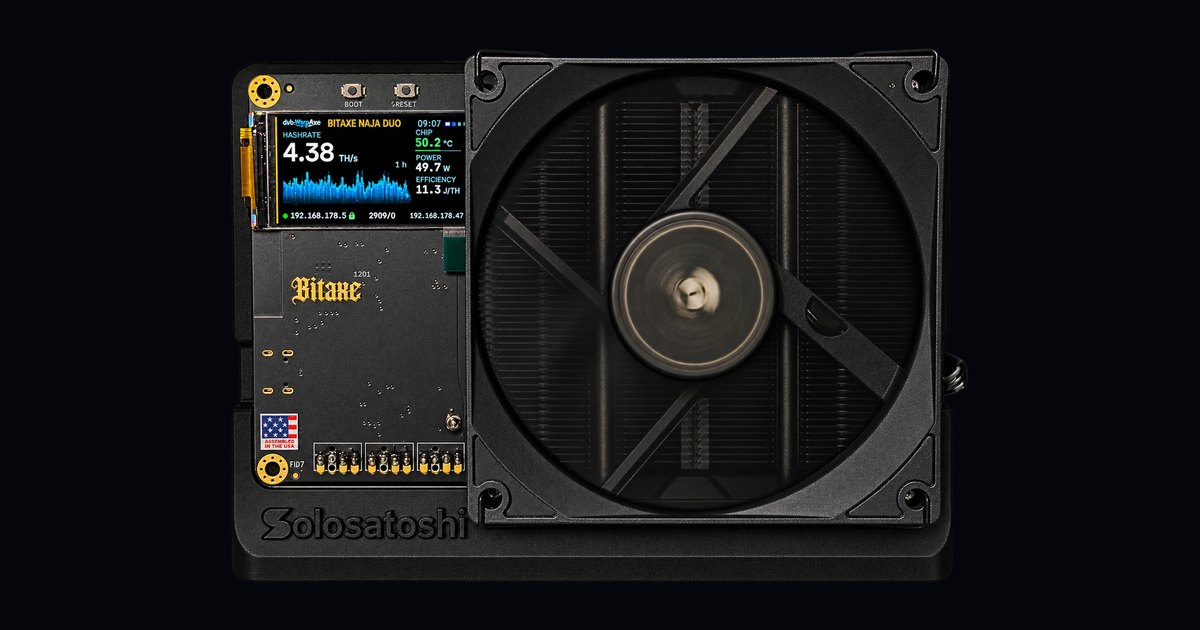 BOOT
RESET
dvb-WarpAxe BITAXE NAJA DUO 09:07
HASHRATE
4.38 TH/s
1 h
CHIP
50.2 °C
POWER
49.7 W
EFFICIENCY
11.3 J/TH
192.168.178.5 2909/0 192.168.178.47
1201
Bitaxe
ASSEMBLED
IN THE USA
FID7
Solosatoshi